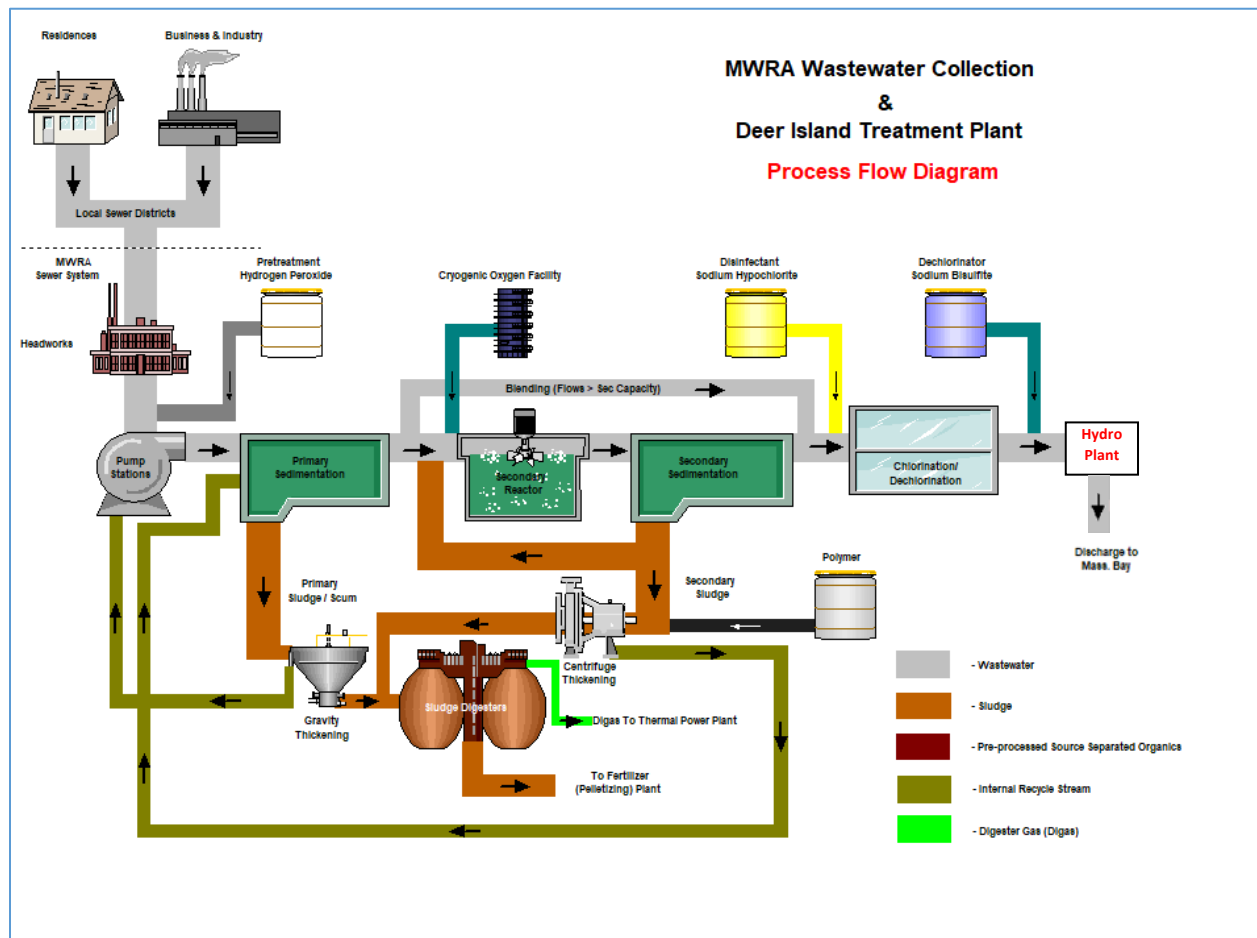 Residences
Business & Industry
MWRA Wastewater Collection
&
Deer Island Treatment Plant
Process Flow Diagram
Local Sewer Districts
MWRA
Sewer System
Pretreatment
Hydrogen Peroxide
Cryogenic Oxygen Facility
Disinfectant
Sodium Hypochlorite
Dechlorinator
Sodium Bisulfite
Headworks
Blending (Flows > Sec Capacity)
Pump
Stations
Primary
Sedimentation
Secondary
Reactor
Secondary
Sedimentation
Chlorination/
Dechlorination
Hydro
Plant
Discharge to
Mass. Bay
Primary
Sludge / Scum
Secondary
Sludge
Polymer
Centrifuge
Thickening
Gravity
Thickening
Sludge Digesters
Digas To Thermal Power Plant
To Fertilizer
(Pelletizing) Plant
- Wastewater
- Sludge
- Pre-processed Source Separated Organics
- Internal Recycle Stream
- Digester Gas (Digas)